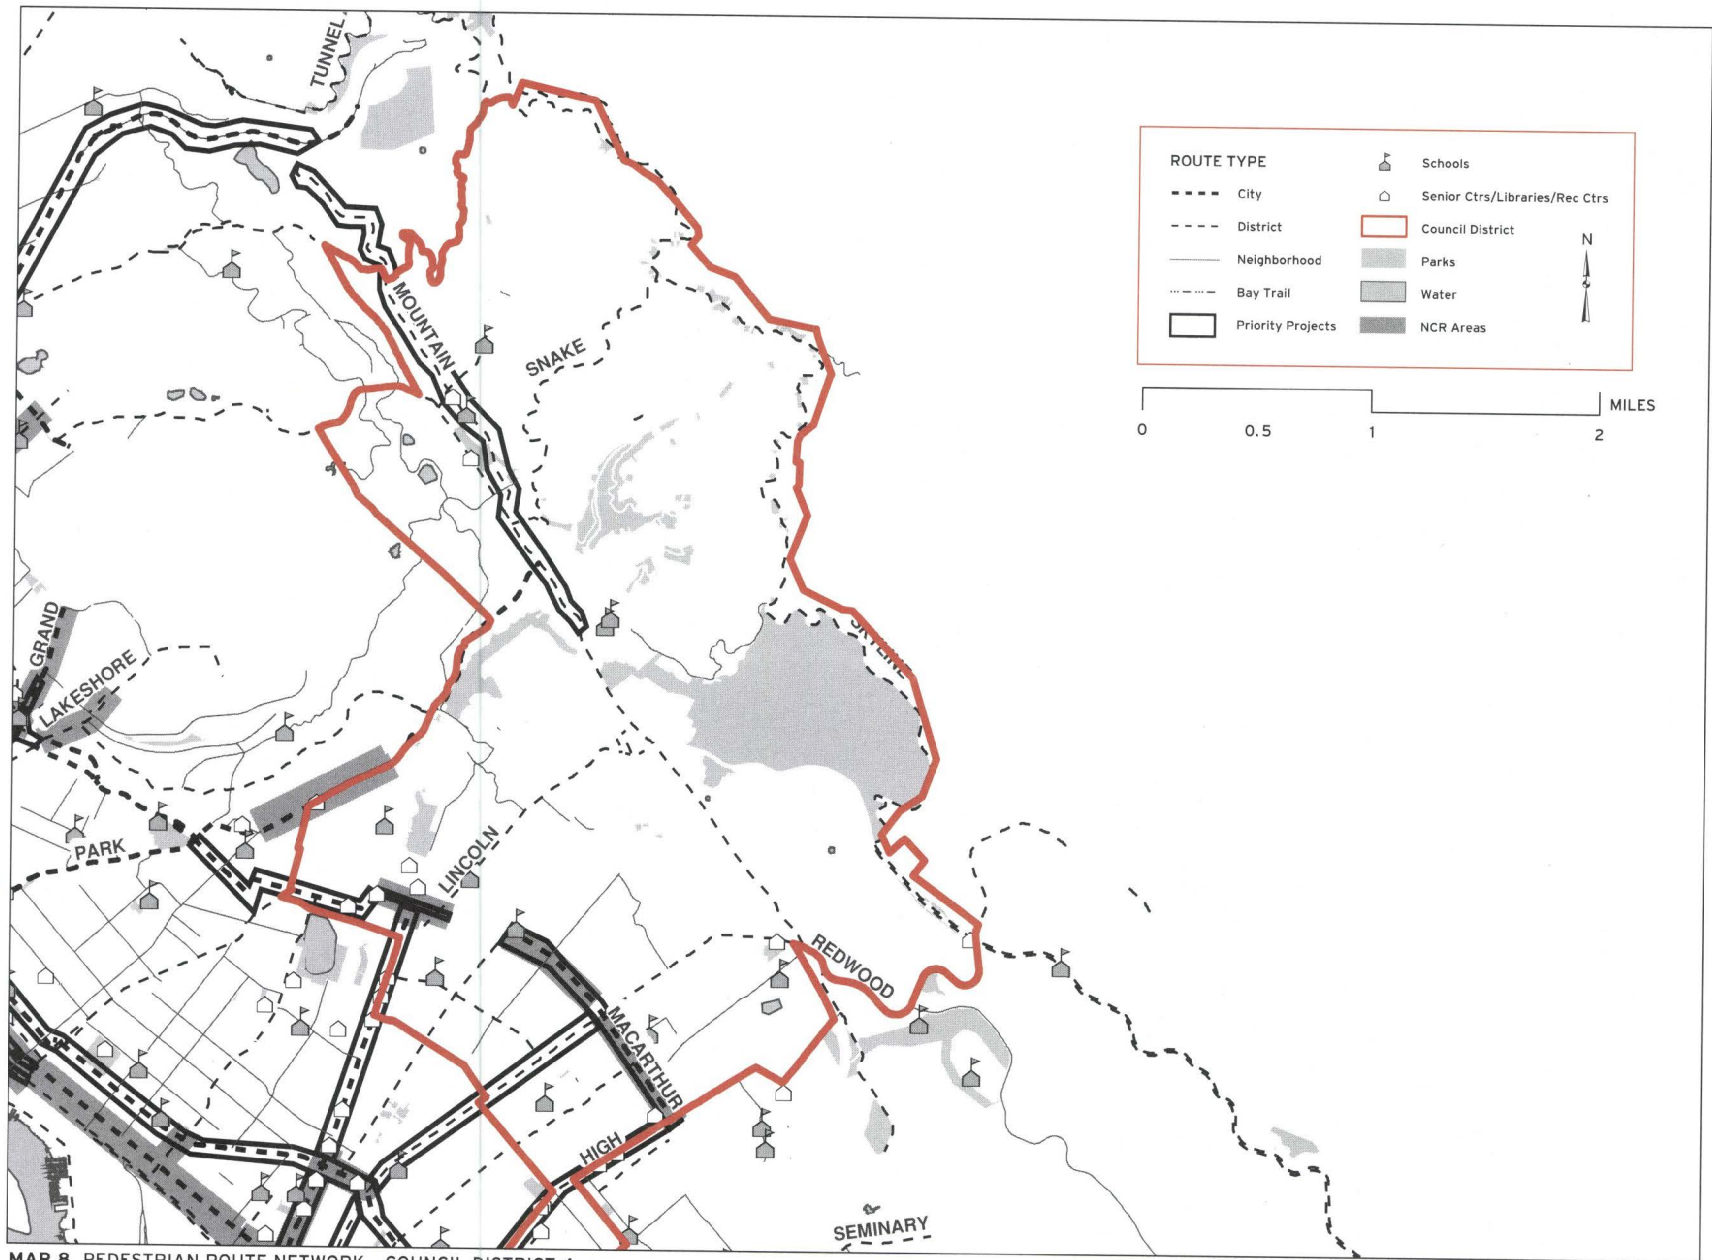 TUNNEL
ROUTE TYPE
City
District
Neighborhood
Bay Trail
Priority Projects
Schools
Senior Ctrs/Libraries/Rec Ctrs
Council District
Parks
Water
NCR Areas
N
MILES
0
0.5
1
2
MOUNTAIN
SNAKE
GRAND
LAKESHORE
SKYLINE
PARK
LINCOLN
REDWOOD
MACARTHUR
HIGH
SEMINARY
MAP 8. PEDESTRIAN ROUTE NETWORK - COUNCIL DISTRICT 4